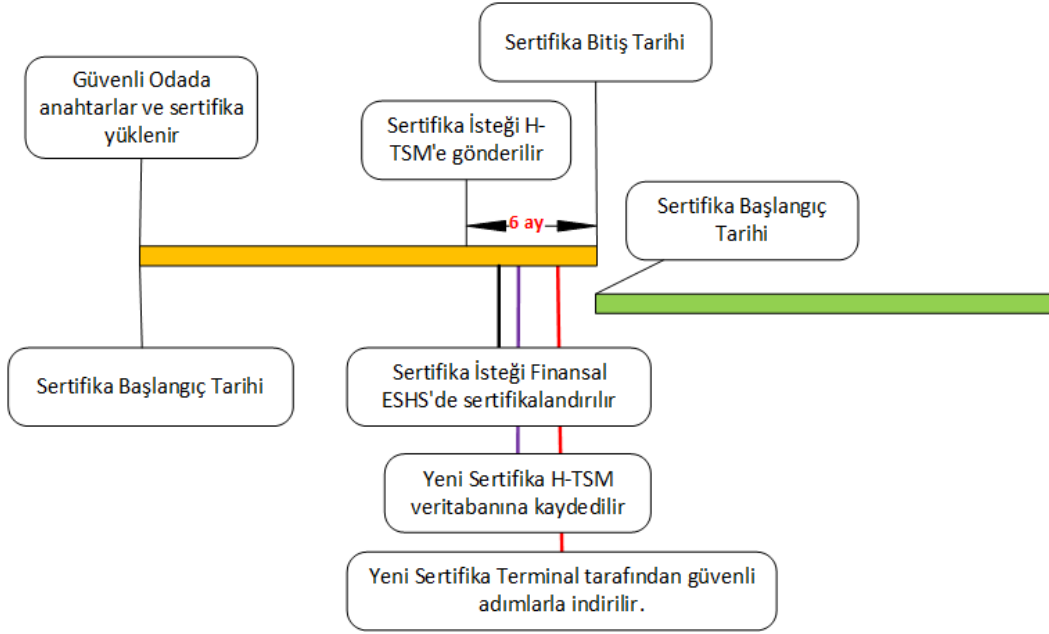 Sertifika Bitiş Tarihi
Güvenli Odada
anahtarlar ve sertifika
yüklenir
Sertifika İsteği H-
TSM'e gönderilir
6 ay
Sertifika Başlangıç
Tarihi
Sertifika Başlangıç Tarihi
Sertifika İsteği Finansal
ESHS'de sertifikalandırılır
Yeni Sertifika H-TSM
veritabanına kaydedilir
Yeni Sertifika Terminal tarafından güvenli
adımlarla indirilir.